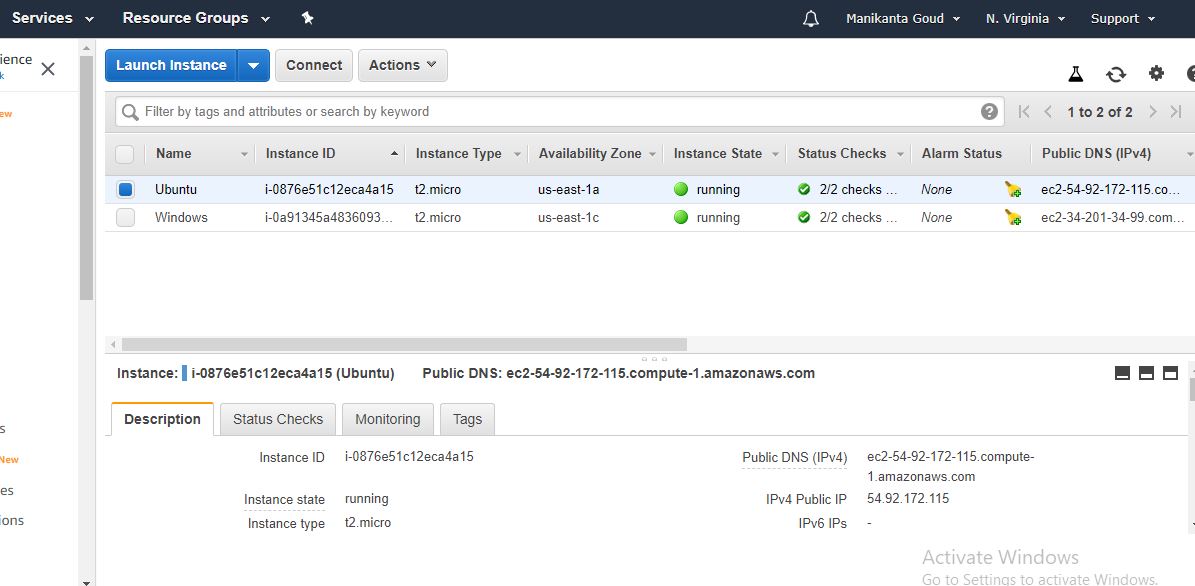 Services Resource Groups Manikanta Goud N. Virginia Support
ience
k
ew
Launch Instance Connect Actions
Filter by tags and attributes or search by keyword ? 1 to 2 of 2
Name Instance ID Instance Type Availability Zone Instance State Status Checks Alarm Status Public DNS (IPv4)
Ubuntu i-0876e51c12eca4a15 t2.micro us-east-1a running 2/2 checks ... None ec2-54-92-172-115.co...
Windows i-0a91345a4836093... t2.micro us-east-1c running 2/2 checks ... None ec2-34-201-34-99.com...
Instance: i-0876e51c12eca4a15 (Ubuntu) Public DNS: ec2-54-92-172-115.compute-1.amazonaws.com
Description Status Checks Monitoring Tags
s
New
es
ions
Instance ID i-0876e51c12eca4a15 Public DNS (IPv4) ec2-54-92-172-115.compute-
1.amazonaws.com
Instance state running IPv4 Public IP 54.92.172.115
Instance type t2.micro IPv6 IPs -
Activate Windows
Go to Settings to activate Windows.